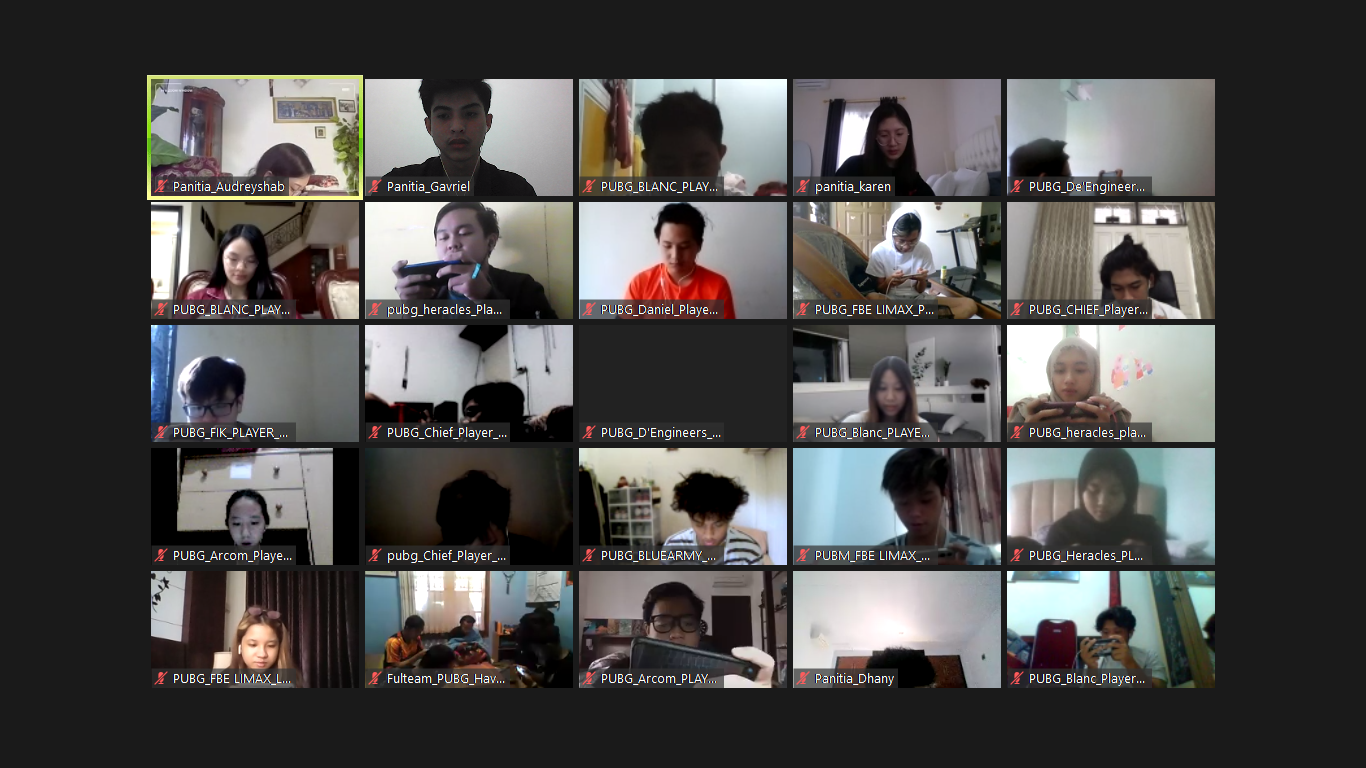 Panitia_Audreyshab
Panitia_Gavriel
PUBG_BLANC_PLAY...
panitia_karen
PUBG_De'Engineer...
PUBG_BLANC_PLAY...
pubg_heracles_Pla...
PUBG_Daniel_Playe...
PUBG_FBE LIMAX_P...
PUBG_CHIEF_Player...
PUBG_FIK_PLAYER_...
PUBG_Chief_Player_...
PUBG_D'Engineers_...
PUBG_Blanc_PLAYE...
PUBG_heracles_pla...
PUBG_Arcom_Playe...
pubg_Chief_Player_...
PUBG_BLUEARMY_...
PUBM_FBE LIMAX_...
PUBG_Heracles_PL...
PUBG_FBE LIMAX_L...
Fulteam_PUBG_Hav...
PUBG_Arcom_PLAY...
Panitia_Dhany
PUBG_Blanc_Player...